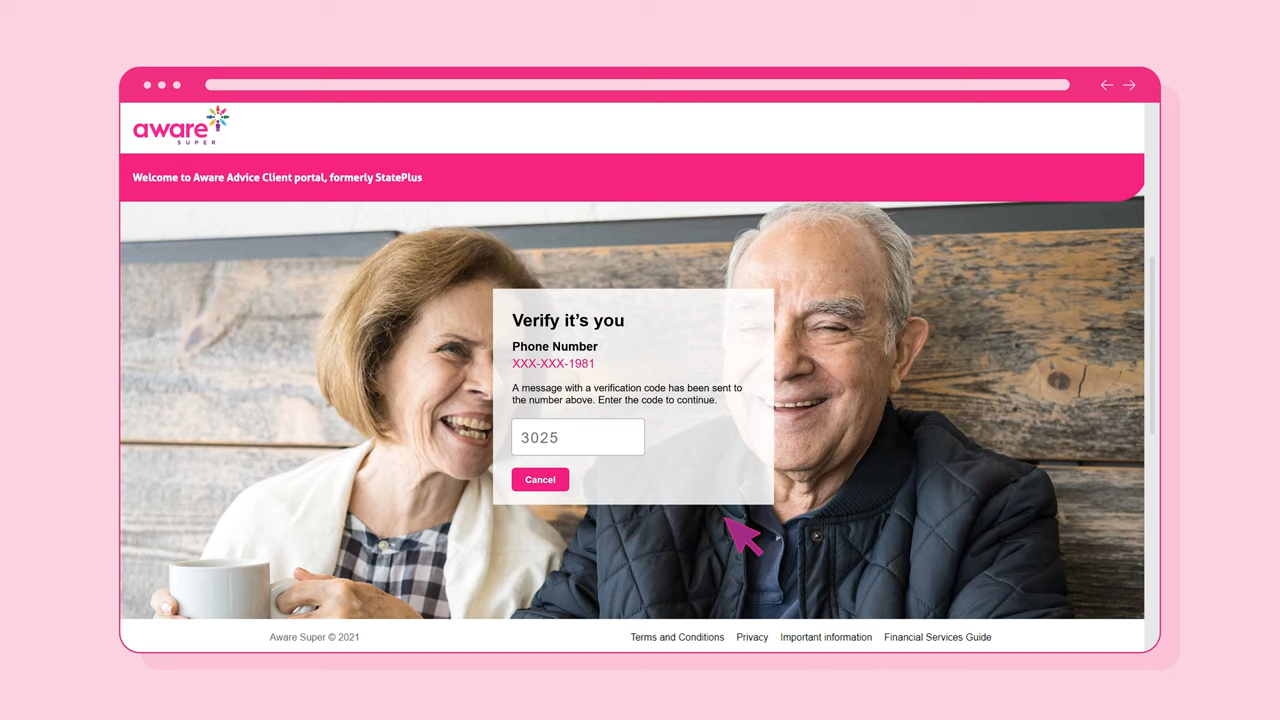 aware
SUPER
Welcome to Aware Advice Client portal, formerly StatePlus
Verify it’s you
Phone Number
XXX-XXX-1981
A message with a verification code has been sent to
the number above. Enter the code to continue.
3025
Cancel
Aware Super © 2021
Terms and Conditions Privacy Important information Financial Services Guide